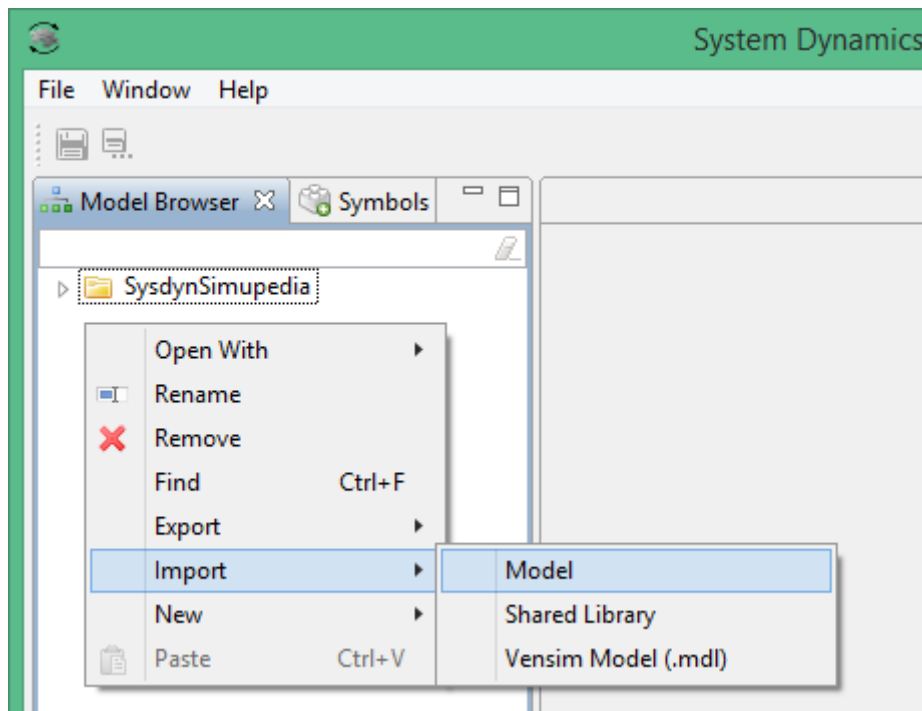 System Dynamics
File Window Help
Model Browser Symbols
SysdynSimupedia
Open With
Rename
Remove
Find Ctrl+F
Export
Import Model
New Shared Library
Paste Ctrl+V Vensim Model (.mdl)